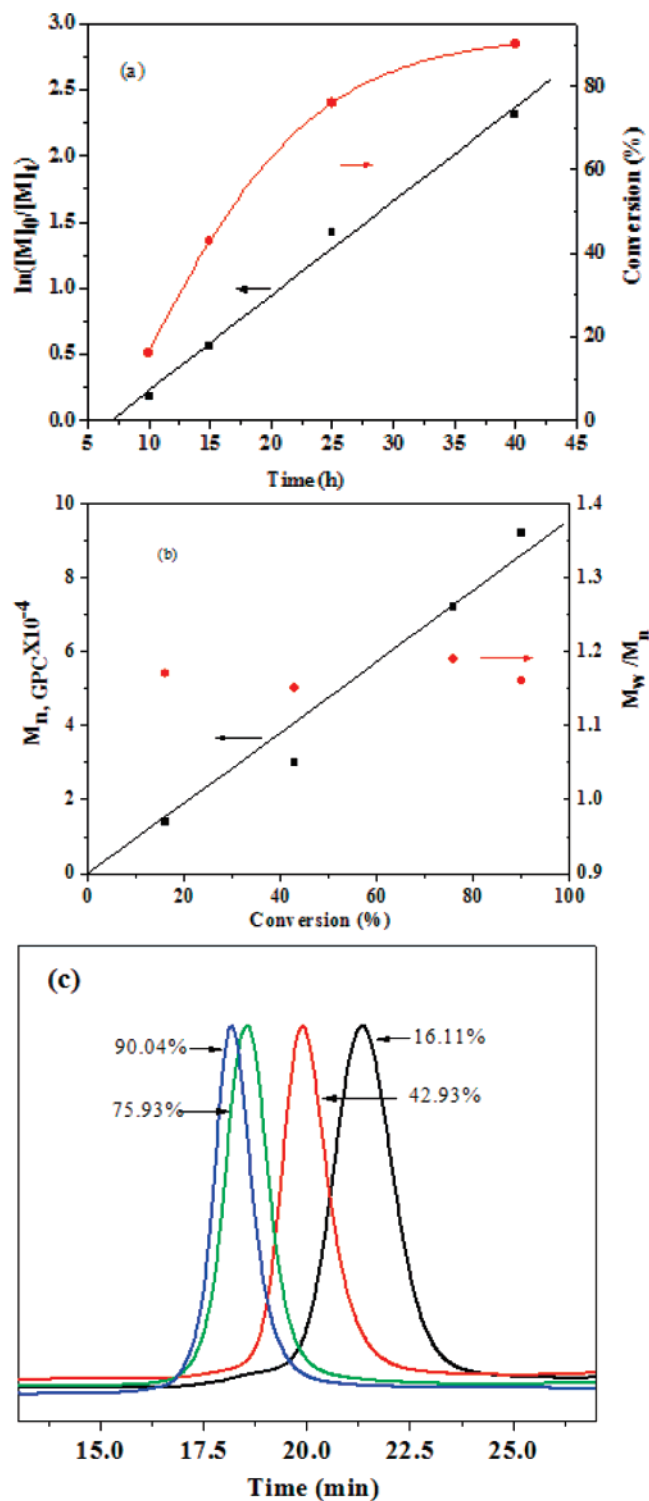 (a)
3.0
2.5
2.0
1.5
1.0
0.5
0.0
ln([M]0/[M]t)
80
60
40
20
0
Conversion (%)
5 10 15 20 25 30 35 40 45
Time (h)
(b)
10
8
6
4
2
0
Mn, GPC X10-4
1.4
1.3
1.2
1.1
1.0
0.9
Mw /Mn
0 20 40 60 80 100
Conversion (%)
(c)
90.04% 16.11%
75.93% 42.93%
15.0 17.5 20.0 22.5 25.0
Time (min)